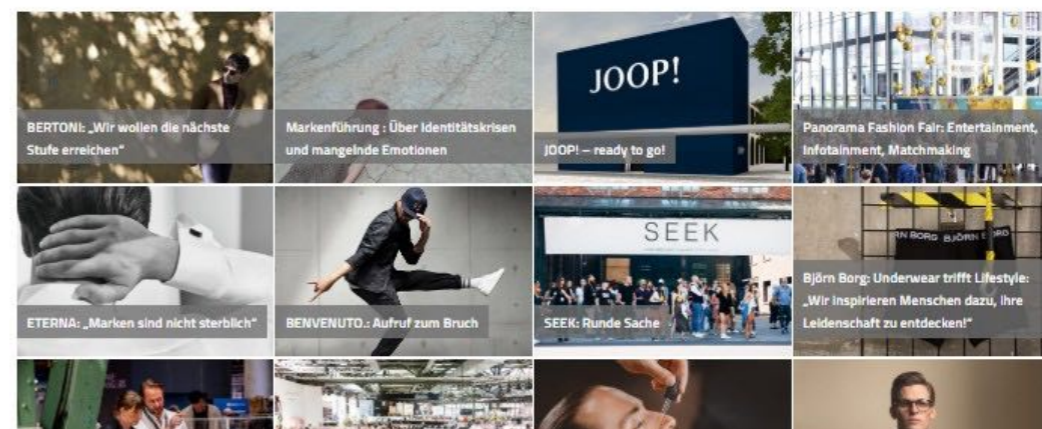 BERTONI: „Wir wollen die nächste
Stufe erreichen“
Markenführung : Über Identitätskrisen
und mangelnde Emotionen
JOOP!
JOOP! – ready to go!
Panorama Fashion Fair: Entertainment,
Infotainment, Matchmaking
ETERNA: „Marken sind nicht sterblich“
BENVENUTO.: Aufruf zum Bruch
SEEK
SEEK: Runde Sache
RN BORG BJÖRN BORG
Björn Borg: Underwear trifft Lifestyle:
„Wir inspirieren Menschen dazu, ihre
Leidenschaft zu entdecken!“